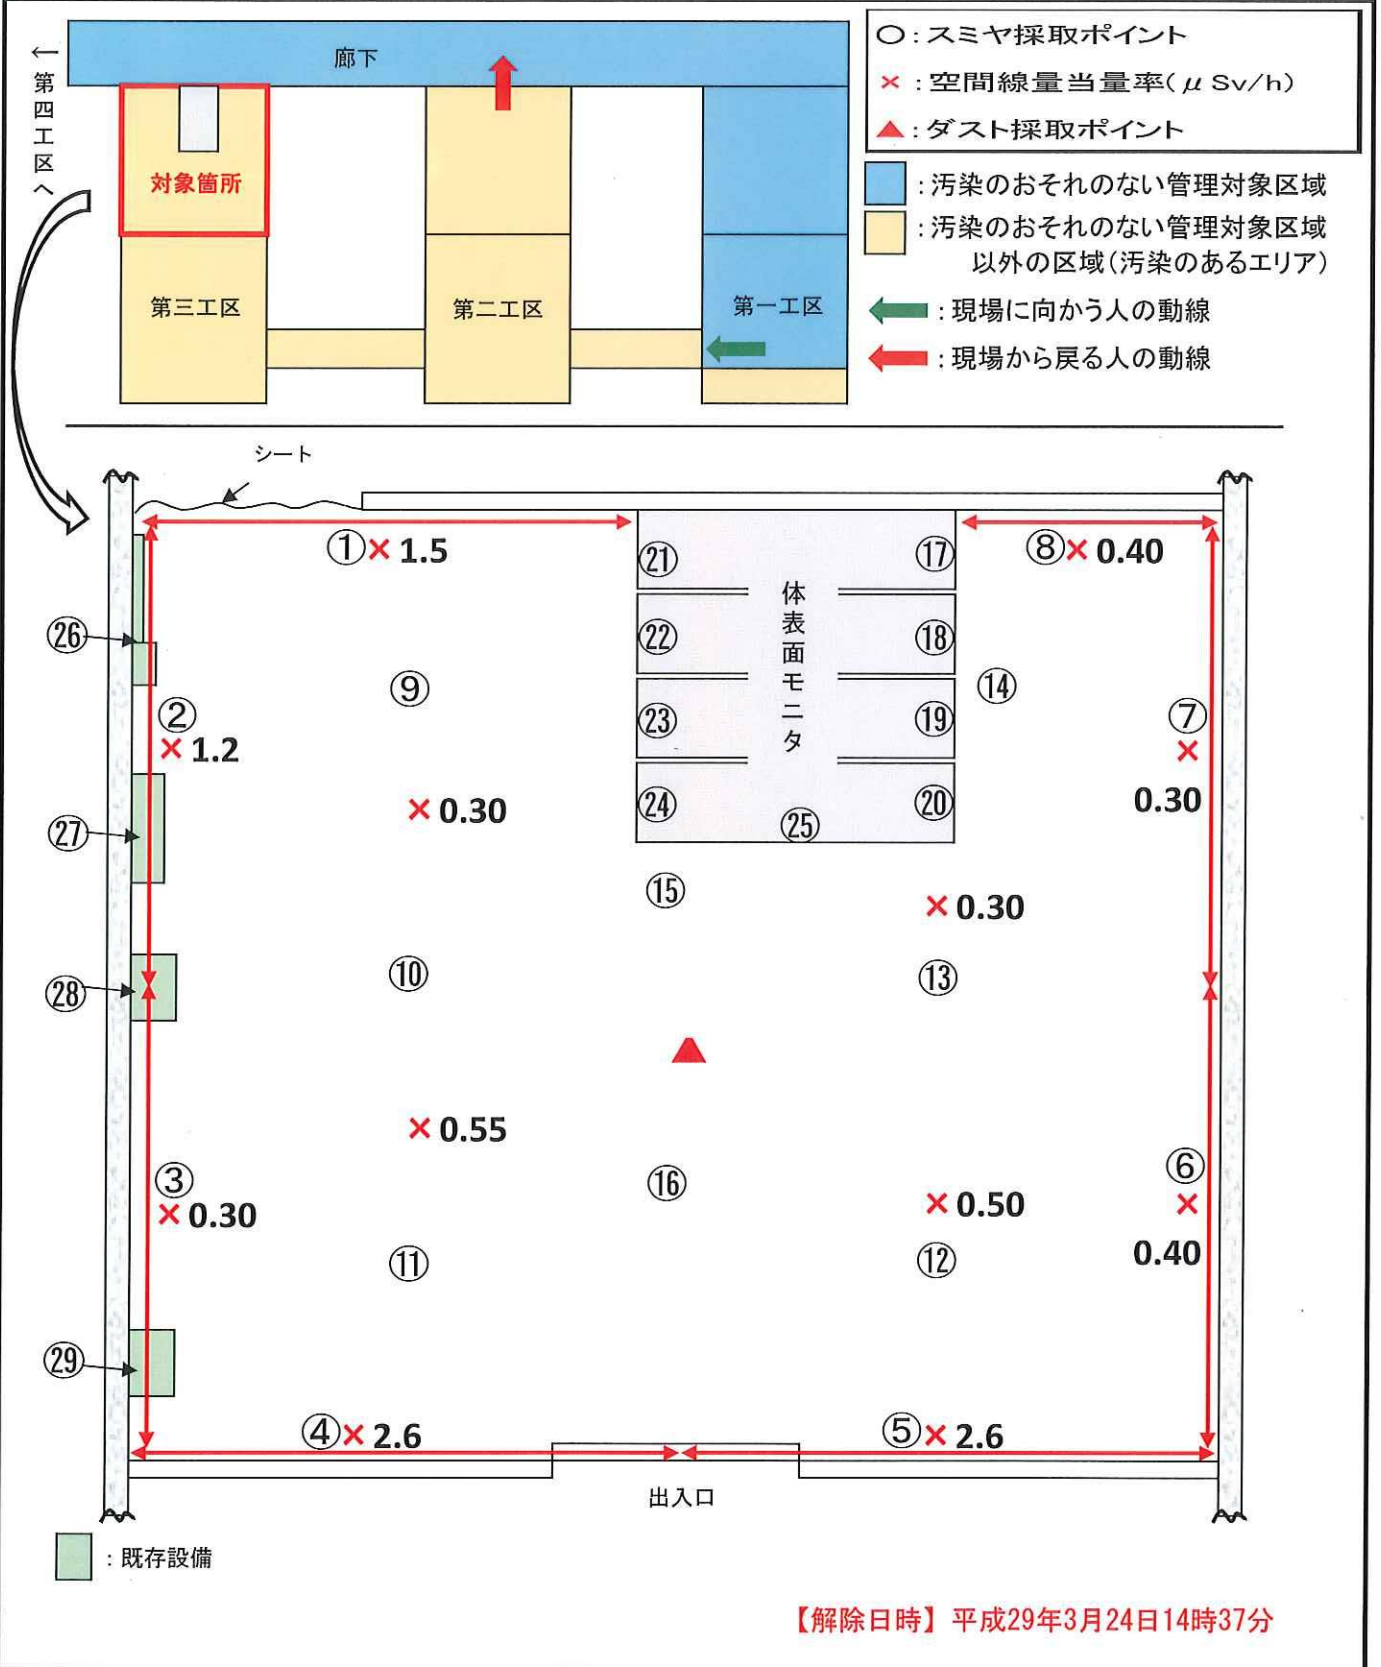 ○：スミヤ採取ポイント
×：空間線量当量率（μSv/h）
▲：ダスト採取ポイント
：汚染のおそれのない管理対象区域
：汚染のおそれのない管理対象区域
以外の区域（汚染のあるエリア）
：現場に向かう人の動線
：現場から戻る人の動線
←第四工区へ
廊下
対象箇所
第三工区
第二工区
第一工区
シート
①× 1.5
⑧× 0.40
㉑
⑰
体表面モニタ
㉖
㉒
⑱
⑨
⑭
②
× 1.2
㉓
⑲
⑦
×
0.30
× 0.30
㉗
㉔
⑳
㉕
⑮
× 0.30
㉘
⑩
⑬
▲
× 0.55
③
× 0.30
⑯
⑥
×
0.40
× 0.50
⑪
⑫
㉙
④× 2.6
⑤× 2.6
出入口
：既存設備
【解除日時】平成29年3月24日14時37分